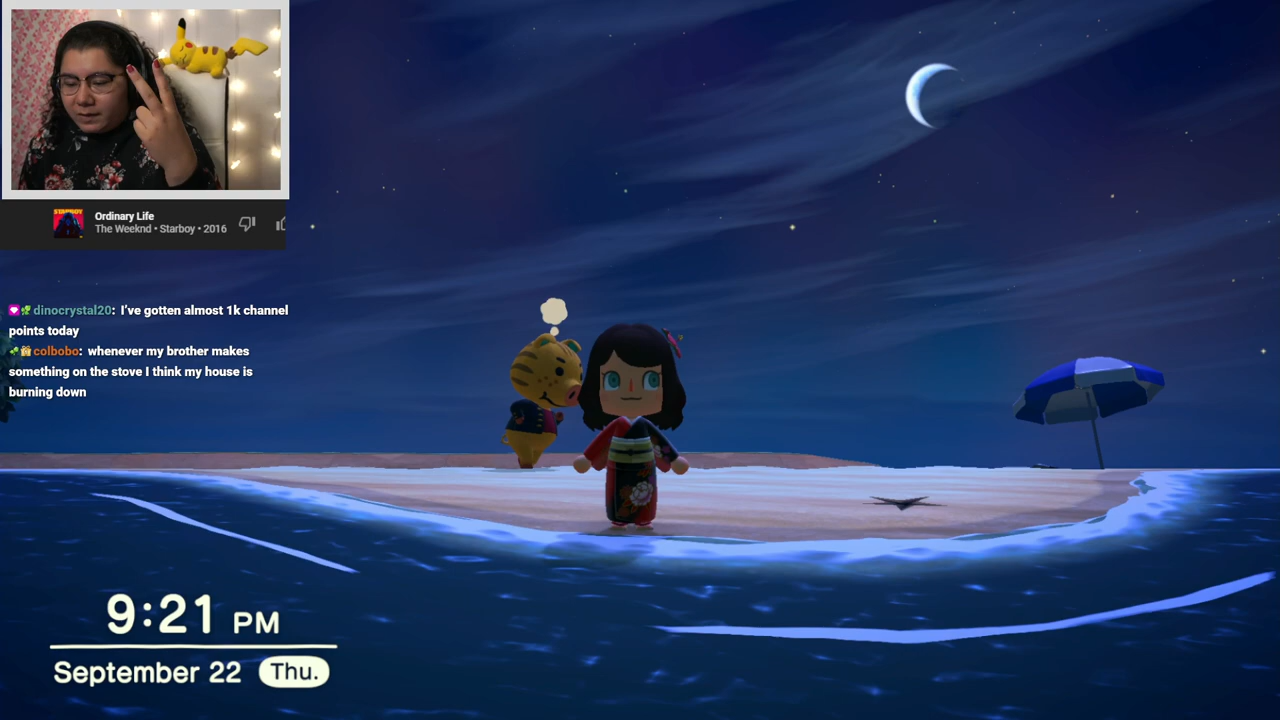 STARBOY
Ordinary Life
The Weeknd • Starboy • 2016
dinocrystal20: I've gotten almost 1k channel
points today
colbobo: whenever my brother makes
something on the stove I think my house is
burning down
9:21 PM
September 22 Thu.